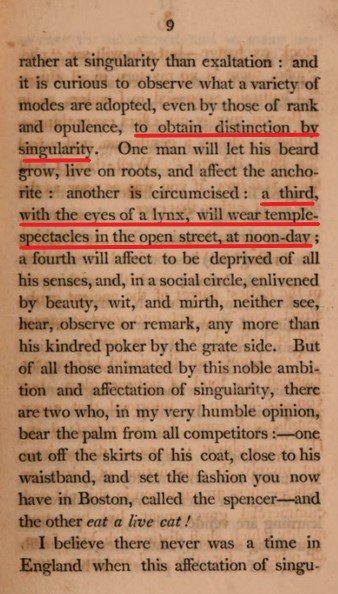 9
rather at singularity than exaltation : and
it is curious to observe what a variety of
modes are adopted, even by those of rank
and opulence, to obtain distinction by
singularity. One man will let his beard
grow, live on roots, and affect the ancho-
rite : another is circumcised : a third,
with the eyes of a lynx, will wear temple-
spectacles in the open street, at noon-day ;
a fourth will affect to be deprived of all
his senses, and, in a social circle, enlivened
by beauty, wit, and mirth, neither see,
hear, observe or remark, any more than
his kindred poker by the grate side. But
of all those animated by this noble ambi-
tion and affectation of singularity, there
are two who, in my very humble opinion,
bear the palm from all competitors :—one
cut off the skirts of his coat, close to his
waistband, and set the fashion you now
have in Boston, called the spencer—and
the other eat a live cat !
I believe there never was a time in
England when this affectation of singu-